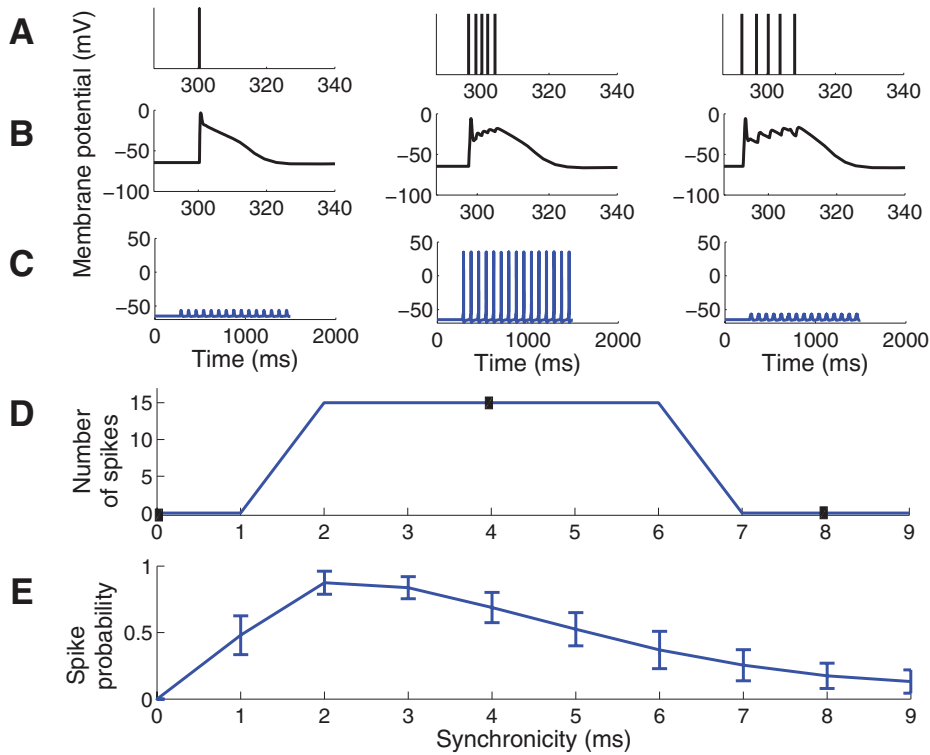 A
B
C
D
E
Membrane potential (mV)
300 320 340
300 320 340
300 320 340
0
−50
−100
300 320 340
0
−50
−100
300 320 340
0
−50
−100
300 320 340
50
0
−50
0 1000 2000
Time (ms)
50
0
−50
0 1000 2000
Time (ms)
50
0
−50
0 1000 2000
Time (ms)
Number
of spikes
15
10
5
0
0 1 2 3 4 5 6 7 8 9
Spike
probability
1
0.5
0
0 1 2 3 4 5 6 7 8 9
Synchronicity (ms)